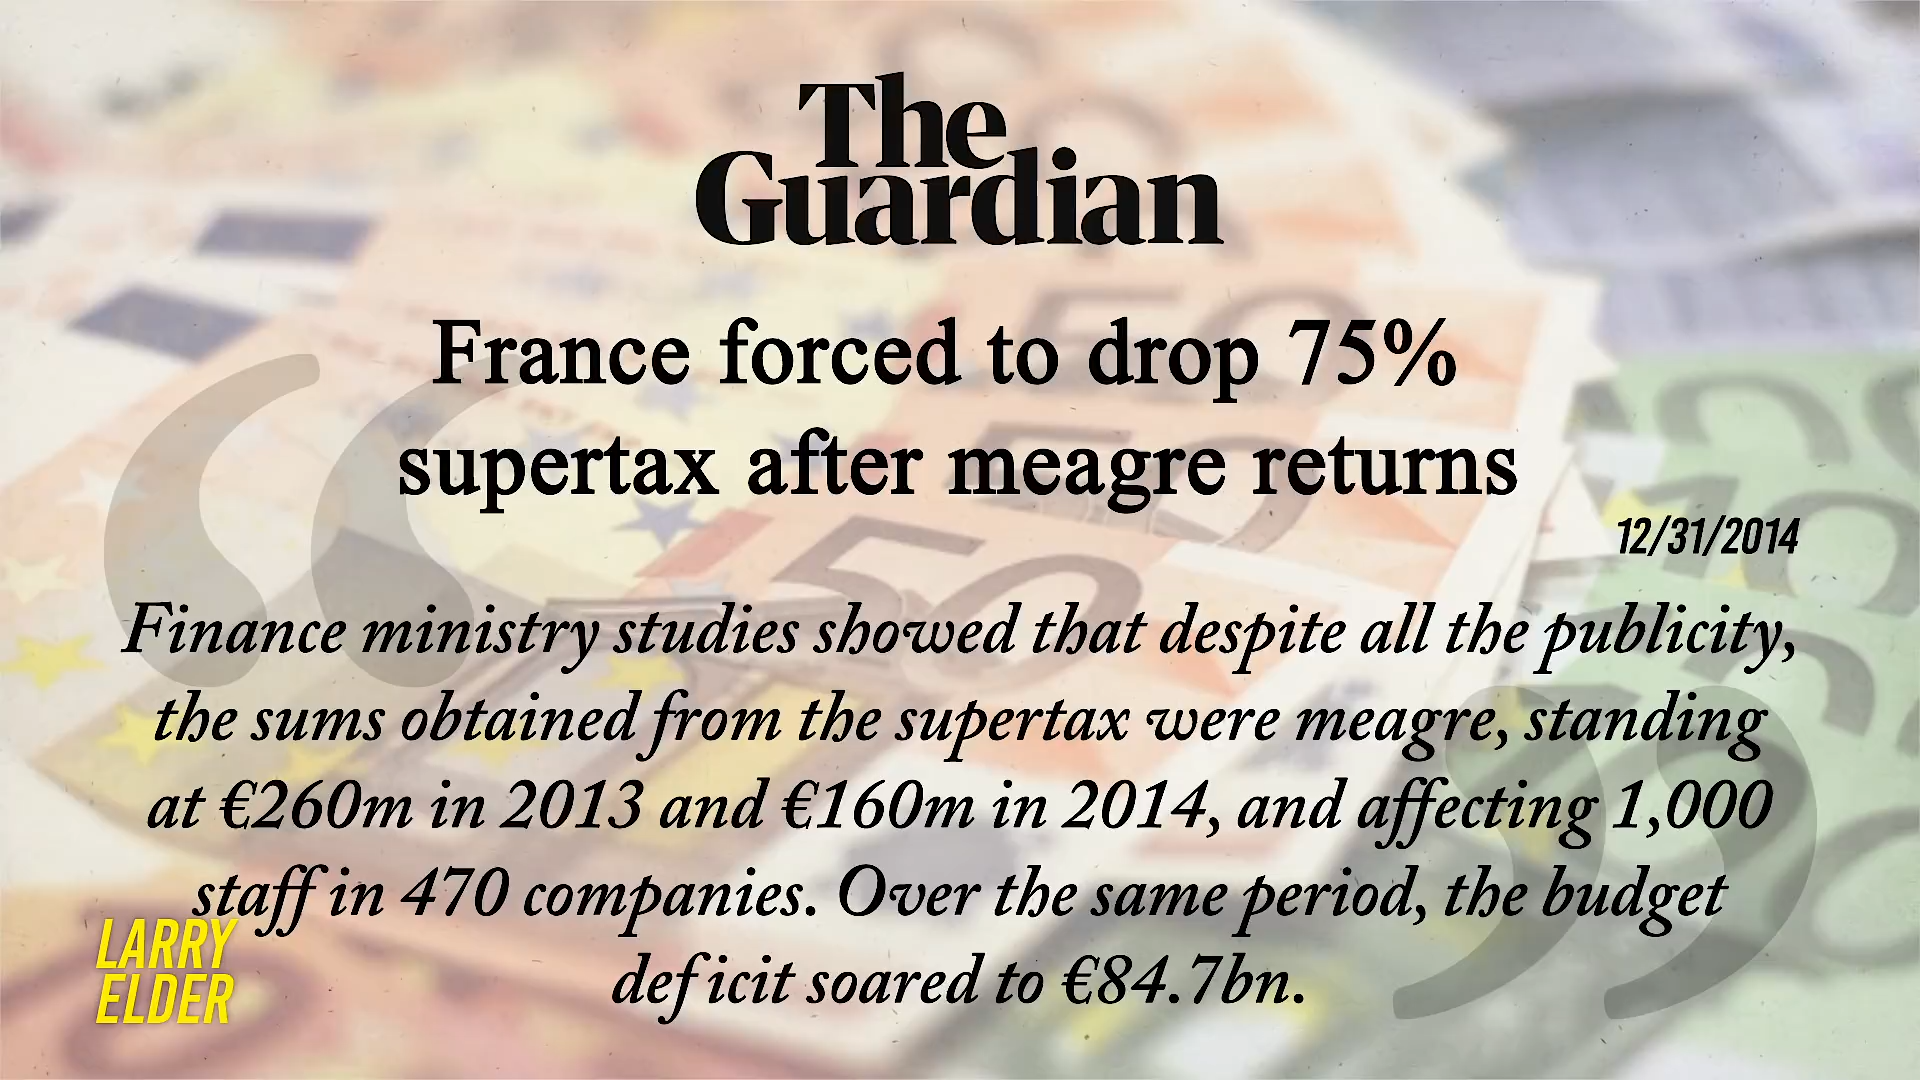 The
Guardian
France forced to drop 75%
supertax after meagre returns
12/31/2014
Finance ministry studies showed that despite all the publicity,
the sums obtained from the supertax were meagre, standing
at €260m in 2013 and €160m in 2014, and affecting 1,000
staff in 470 companies. Over the same period, the budget
deficit soared to €84.7bn.
LARRY
ELDER